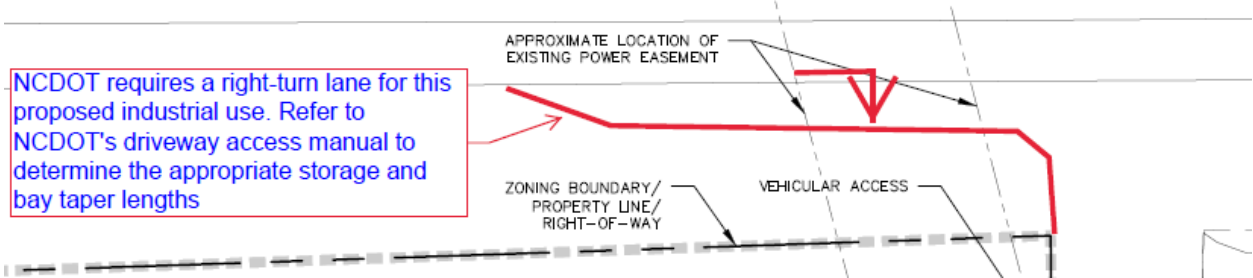 NCDOT requires a right-turn lane for this
proposed industrial use. Refer to
NCDOT's driveway access manual to
determine the appropriate storage and
bay taper lengths
APPROXIMATE LOCATION OF
EXISTING POWER EASEMENT
ZONING BOUNDARY/
PROPERTY LINE/
RIGHT-OF-WAY
VEHICULAR ACCESS